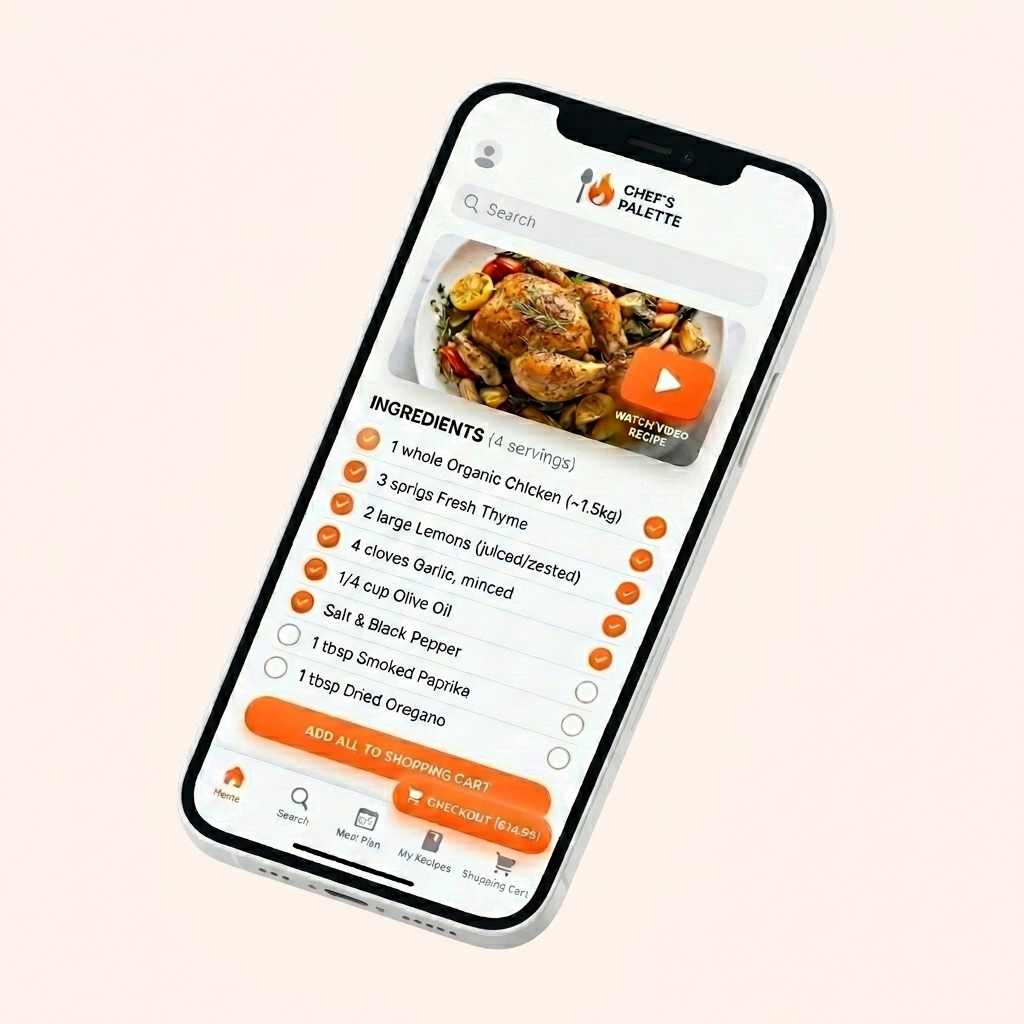 CHEF'S
PALETTE
Search
WATCH VIDEO
RECIPE
INGREDIENTS (4 servings)
1 whole Organic Chicken (~1.5kg)
3 sprigs Fresh Thyme
2 large Lemons (juiced/zested)
4 cloves Garlic, minced
1/4 cup Olive Oil
Salt & Black Pepper
1 tbsp Smoked Paprika
1 tbsp Dried Oregano
ADD ALL TO SHOPPING CART
CHECKOUT
Home
Search
Meal Plan
My Recipes
Shopping Cart